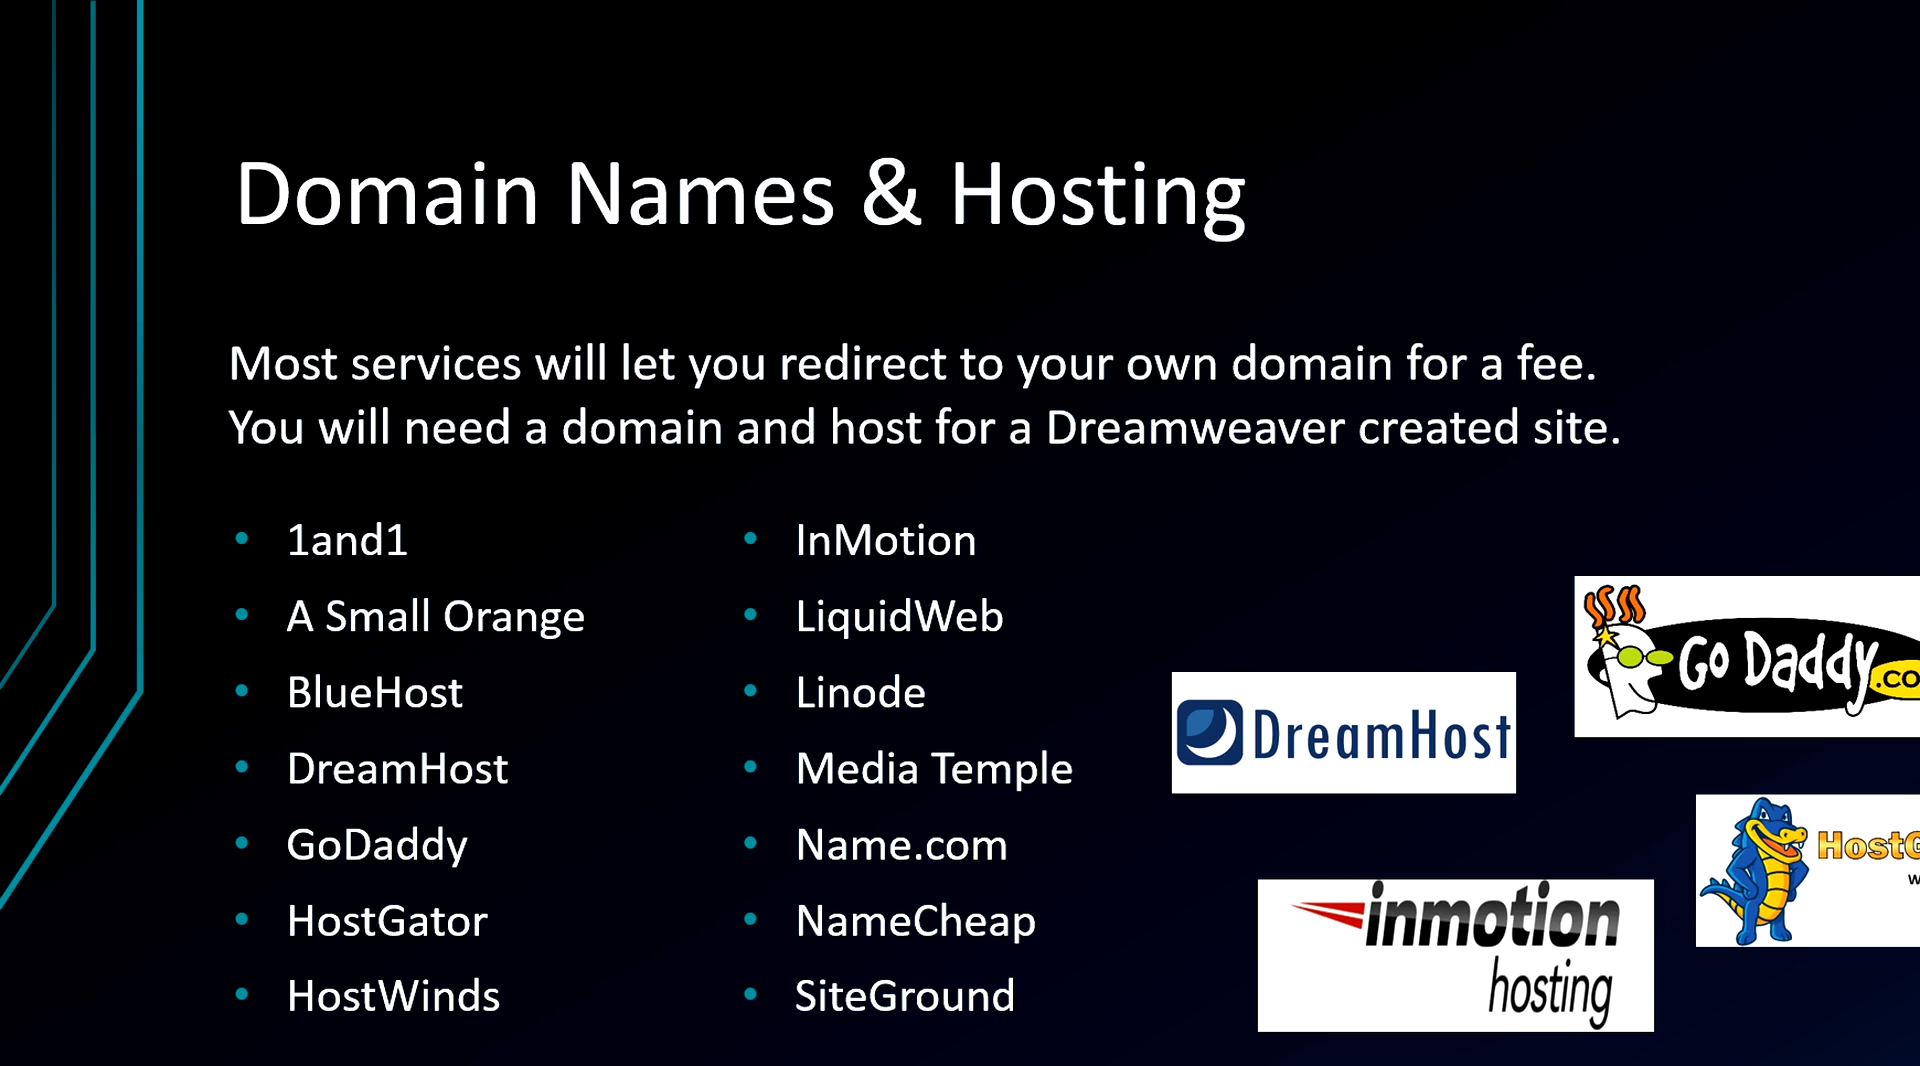 Domain Names & Hosting
Most services will let you redirect to your own domain for a fee.
You will need a domain and host for a Dreamweaver created site.
• 1and1
• A Small Orange
• BlueHost
• DreamHost
• GoDaddy
• HostGator
• HostWinds
• InMotion
• LiquidWeb
• Linode
• Media Temple
• Name.com
• NameCheap
• SiteGround
DreamHost
Go Daddy
.co
inmotion
hosting
HostG
w